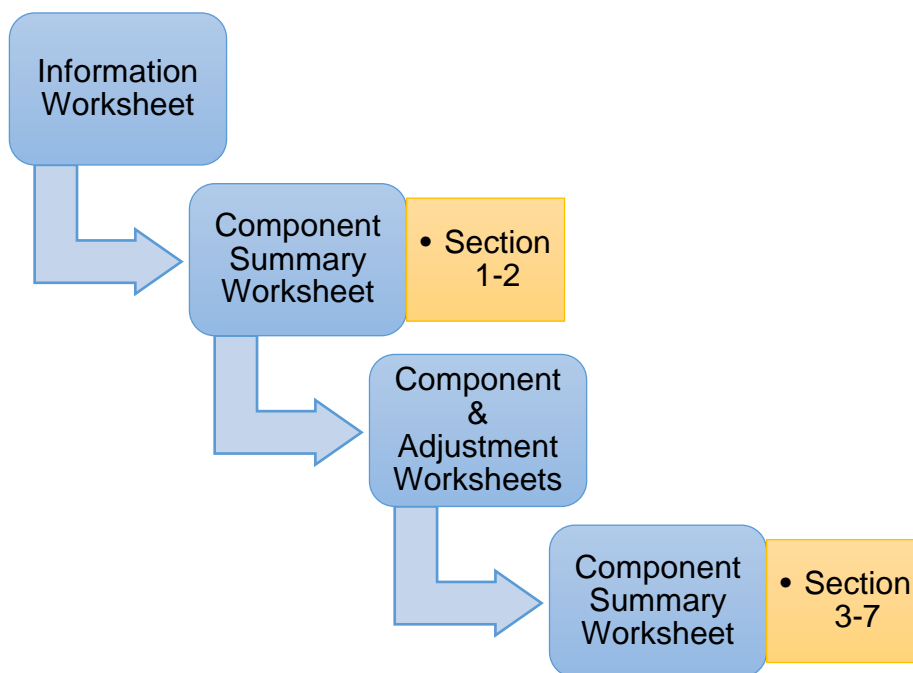 Information
Worksheet
Component
Summary
Worksheet
• Section
1-2
Component
&
Adjustment
Worksheets
Component
Summary
Worksheet
• Section
3-7